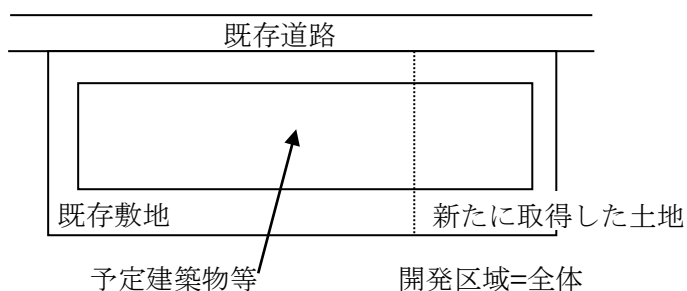 既存道路
既存敷地
新たに取得した土地
予定建築物等
開発区域=全体